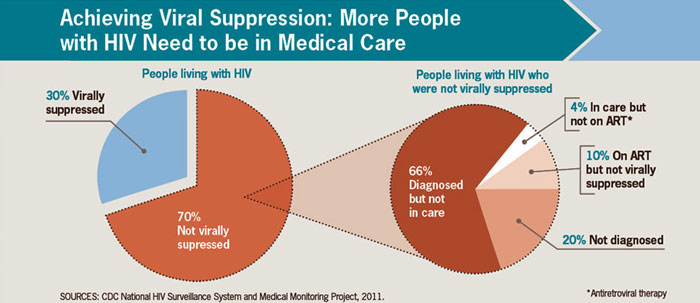 Achieving Viral Suppression: More People
with HIV Need to be in Medical Care
People living with HIV
30% Virally
suppressed
70%
Not virally
supressed
People living with HIV who
were not virally suppressed
66%
Diagnosed
but not
in care
4% In care but
not on ART*
10% On ART
but not virally
suppressed
20% Not diagnosed
SOURCES: CDC National HIV Surveillance System and Medical Monitoring Project, 2011.
*Antiretroviral therapy